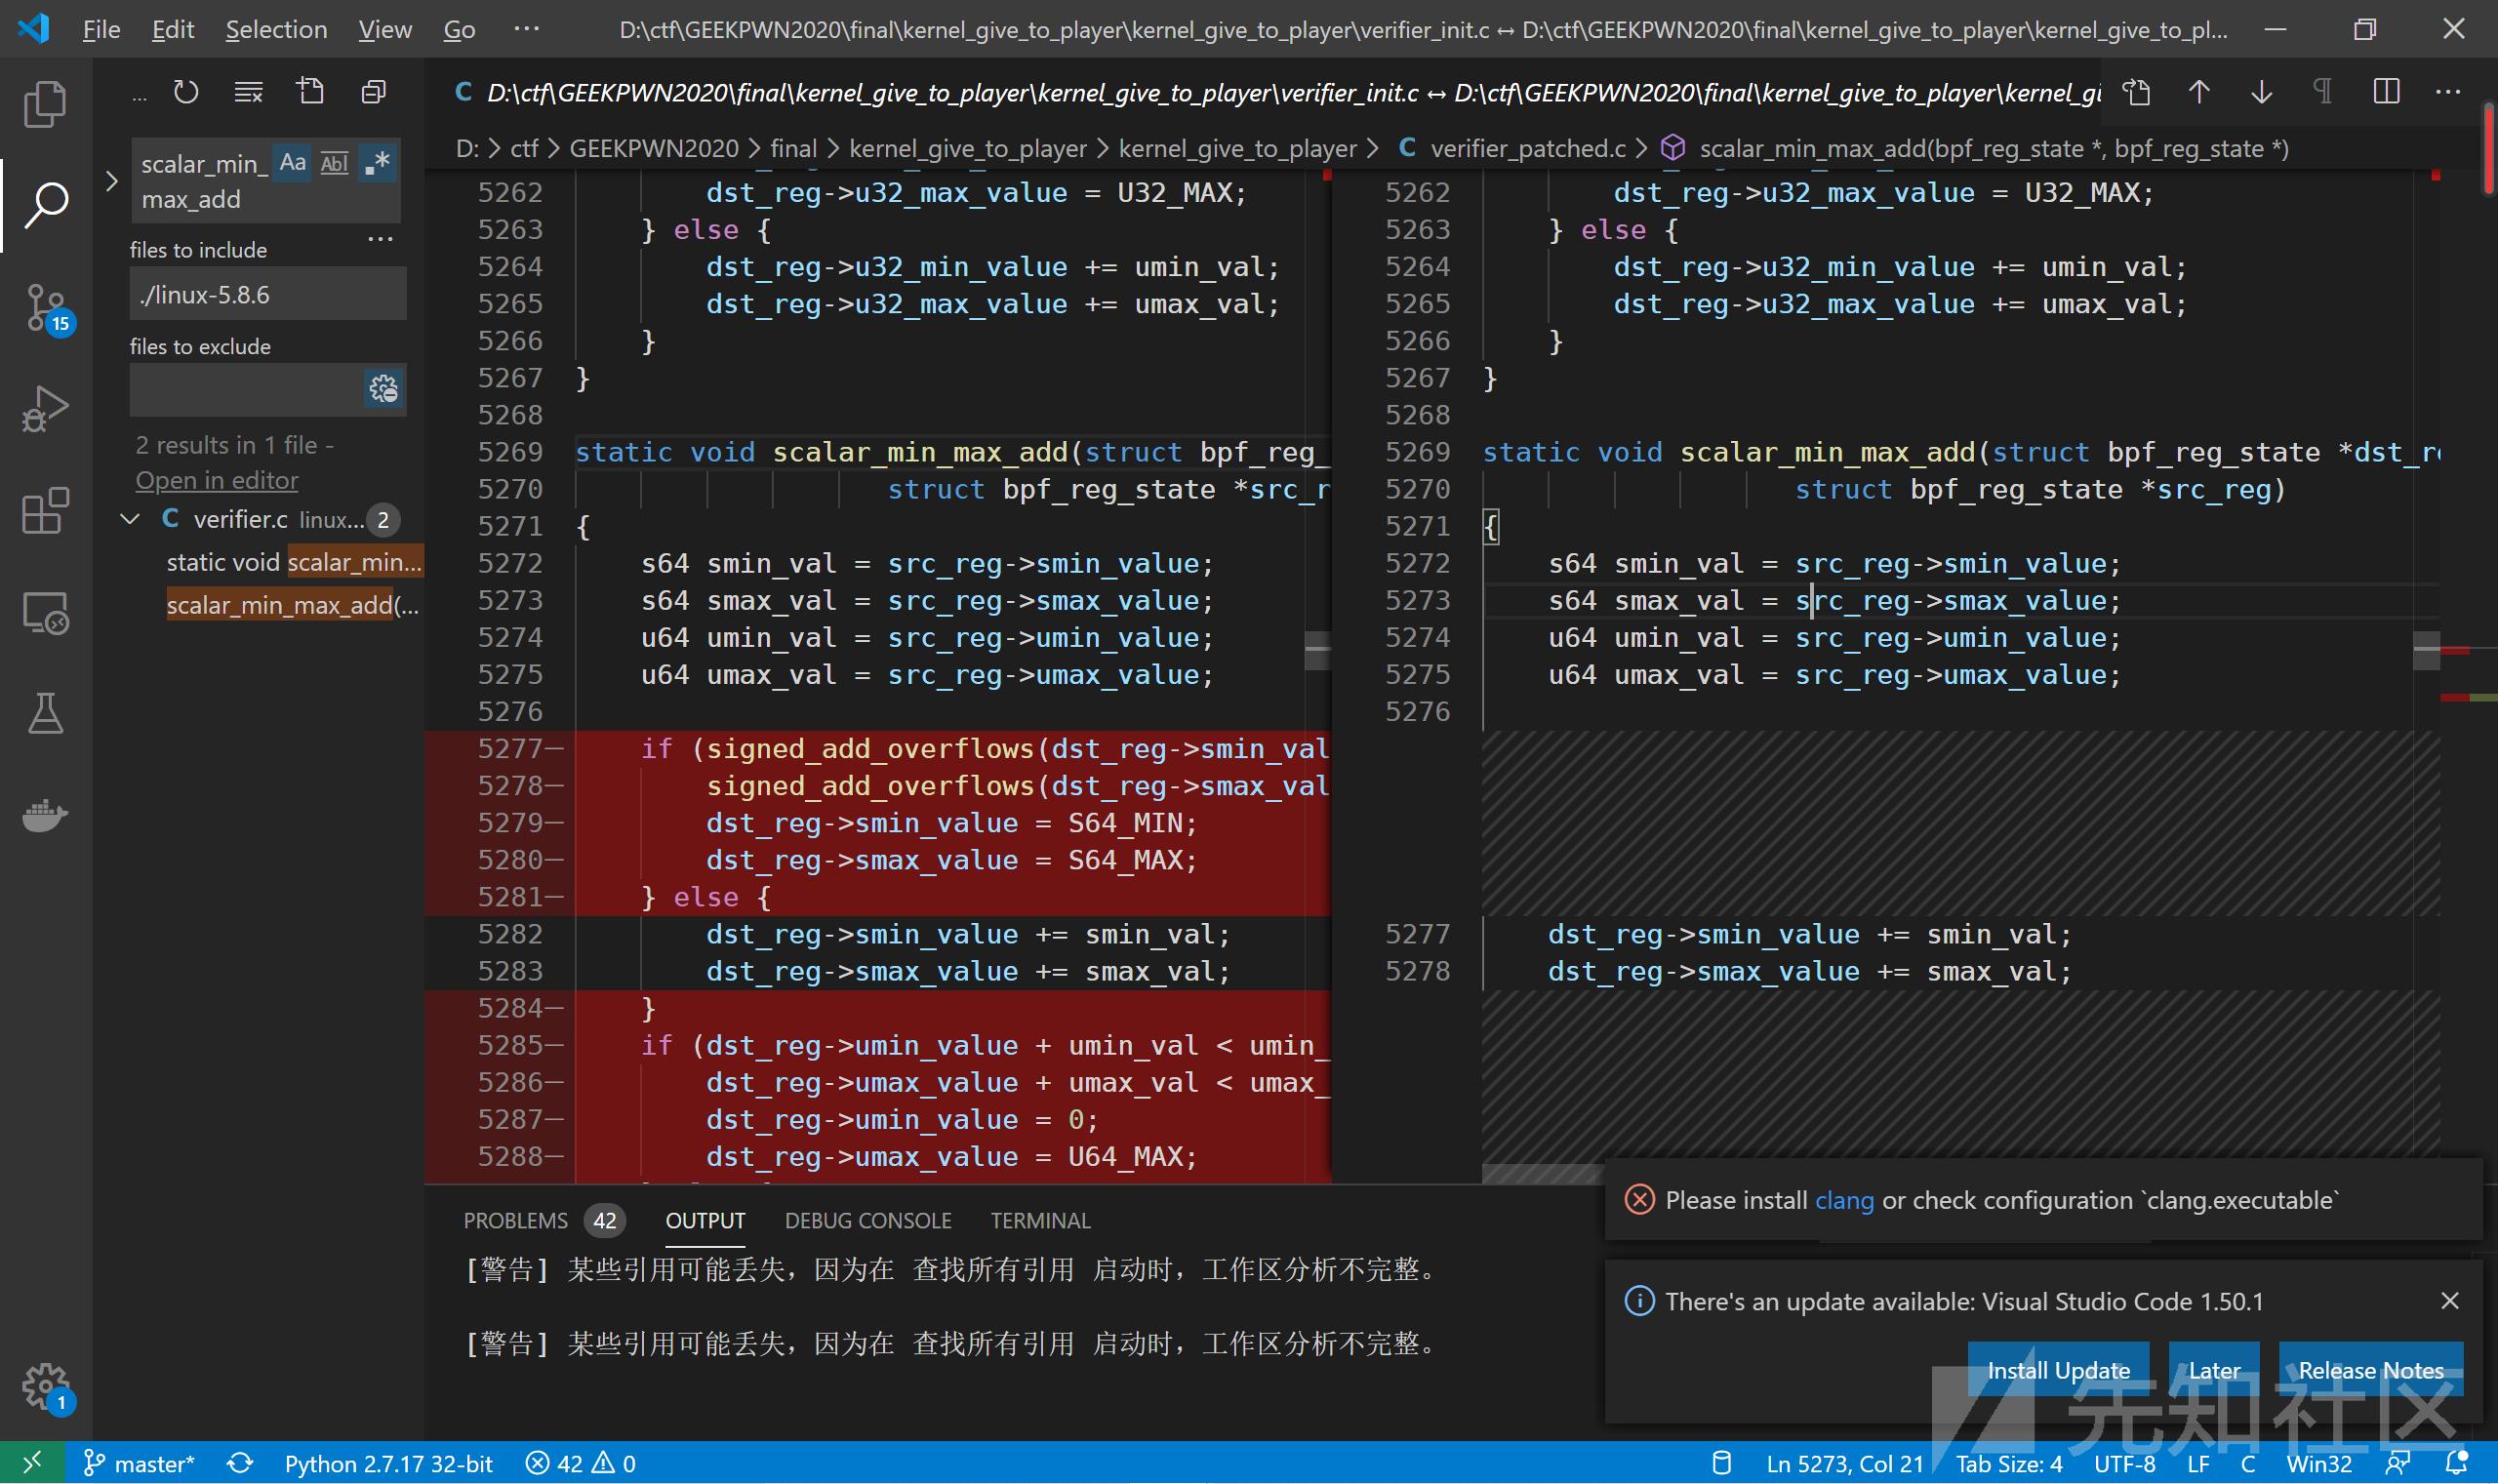 File Edit Selection View Go ··· D:\ctf\GEEKPWN2020\final\kernel_give_to_player\kernel_give_to_player\verifier_init.c ↔ D:\ctf\GEEKPWN2020\final\kernel_give_to_player\kernel_give_to_pl...
C D:\ctf\GEEKPWN2020\final\kernel_give_to_player\kernel_give_to_player\verifier_init.c ↔ D:\ctf\GEEKPWN2020\final\kernel_give_to_player\kernel_gi
D: > ctf > GEEKPWN2020 > final > kernel_give_to_player > kernel_give_to_player > C verifier_patched.c > scalar_min_max_add(bpf_reg_state *, bpf_reg_state *)
scalar_min_
max_add
Aa Abl .*
files to include
···
./linux-5.8.6
files to exclude
2 results in 1 file -
Open in editor
C verifier.c linux... 2
static void scalar_min...
scalar_min_max_add(...
15
1
5262 dst_reg->u32_max_value = U32_MAX;
5263 } else {
5264 dst_reg->u32_min_value += umin_val;
5265 dst_reg->u32_max_value += umax_val;
5266 }
5267 }
5268
5269 static void scalar_min_max_add(struct bpf_reg_
5270 struct bpf_reg_state *src_r
5271 {
5272 s64 smin_val = src_reg->smin_value;
5273 s64 smax_val = src_reg->smax_value;
5274 u64 umin_val = src_reg->umin_value;
5275 u64 umax_val = src_reg->umax_value;
5276
5277— if (signed_add_overflows(dst_reg->smin_val
5278— signed_add_overflows(dst_reg->smax_val
5279— dst_reg->smin_value = S64_MIN;
5280— dst_reg->smax_value = S64_MAX;
5281— } else {
5282 dst_reg->smin_value += smin_val;
5283 dst_reg->smax_value += smax_val;
5284— }
5285— if (dst_reg->umin_value + umin_val < umin_
5286— dst_reg->umax_value + umax_val < umax_
5287— dst_reg->umin_value = 0;
5288— dst_reg->umax_value = U64_MAX;
5262 dst_reg->u32_max_value = U32_MAX;
5263 } else {
5264 dst_reg->u32_min_value += umin_val;
5265 dst_reg->u32_max_value += umax_val;
5266 }
5267 }
5268
5269 static void scalar_min_max_add(struct bpf_reg_state *dst_re
5270 struct bpf_reg_state *src_reg)
5271 {
5272 s64 smin_val = src_reg->smin_value;
5273 s64 smax_val = src_reg->smax_value;
5274 u64 umin_val = src_reg->umin_value;
5275 u64 umax_val = src_reg->umax_value;
5276
5277 dst_reg->smin_value += smin_val;
5278 dst_reg->smax_value += smax_val;
PROBLEMS 42 OUTPUT DEBUG CONSOLE TERMINAL
[警告] 某些引用可能丢失，因为在 查找所有引用 启动时，工作区分析不完整。
[警告] 某些引用可能丢失，因为在 查找所有引用 启动时，工作区分析不完整。
Please install clang or check configuration `clang.executable`
There's an update available: Visual Studio Code 1.50.1
Install Update Later Release Notes
先知社区
master* Python 2.7.17 32-bit 42 0 Ln 5273, Col 21 Tab Size: 4 UTF-8 LF C Win32